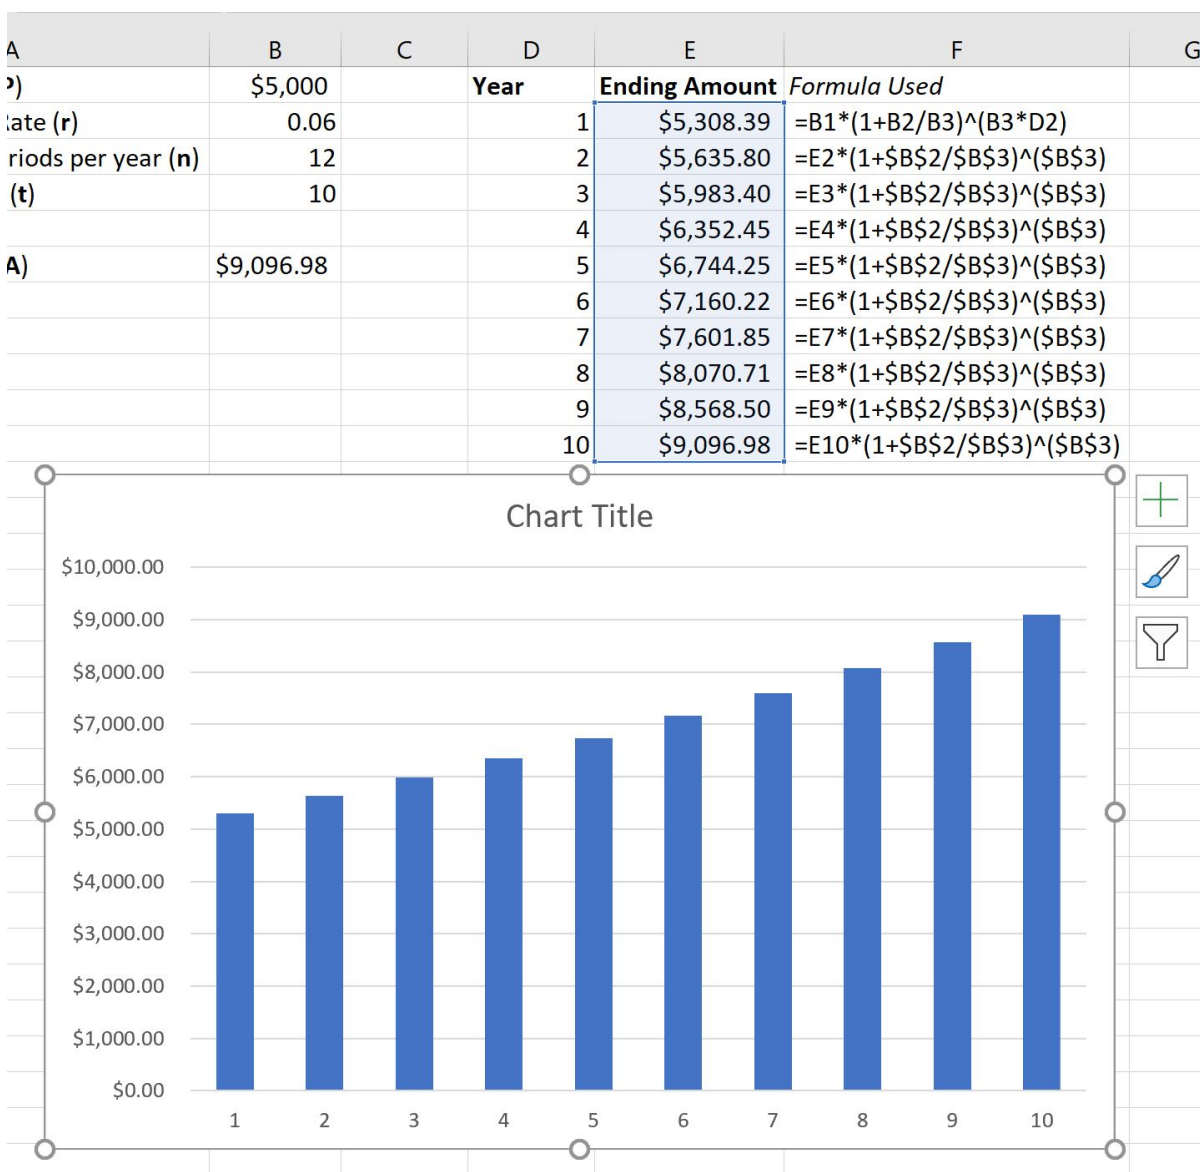 A B C D E F G
P) $5,000 Year Ending Amount Formula Used
Rate (r) 0.06 1 $5,308.39 =B1*(1+B2/B3)^(B3*D2)
riods per year (n) 12 2 $5,635.80 =E2*(1+$B$2/$B$3)^($B$3)
(t) 10 3 $5,983.40 =E3*(1+$B$2/$B$3)^($B$3)
4 $6,352.45 =E4*(1+$B$2/$B$3)^($B$3)
A) $9,096.98 5 $6,744.25 =E5*(1+$B$2/$B$3)^($B$3)
6 $7,160.22 =E6*(1+$B$2/$B$3)^($B$3)
7 $7,601.85 =E7*(1+$B$2/$B$3)^($B$3)
8 $8,070.71 =E8*(1+$B$2/$B$3)^($B$3)
9 $8,568.50 =E9*(1+$B$2/$B$3)^($B$3)
10 $9,096.98 =E10*(1+$B$2/$B$3)^($B$3)
Chart Title
$10,000.00
$9,000.00
$8,000.00
$7,000.00
$6,000.00
$5,000.00
$4,000.00
$3,000.00
$2,000.00
$1,000.00
$0.00
1 2 3 4 5 6 7 8 9 10